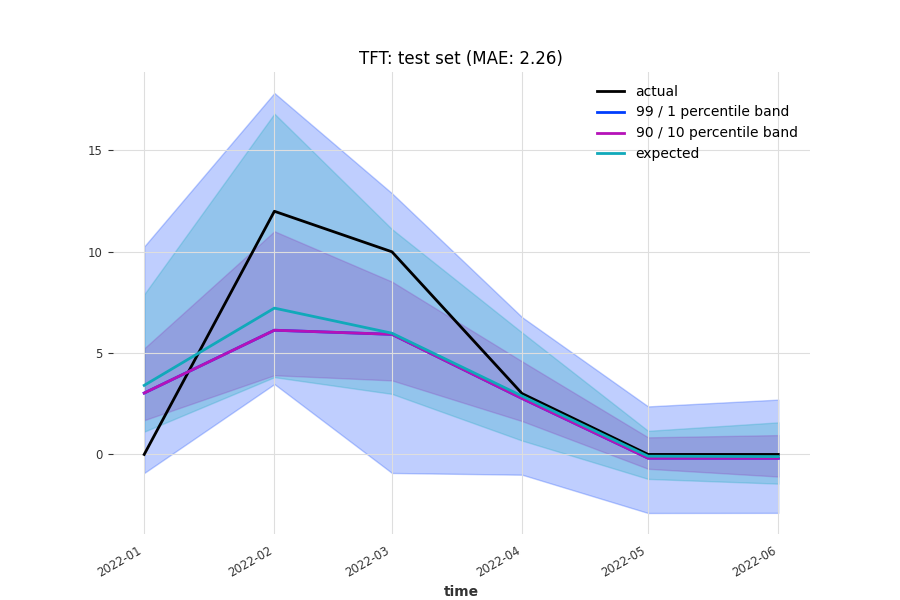 TFT: test set (MAE: 2.26)
actual
99 / 1 percentile band
90 / 10 percentile band
expected
15
10
5
0
2022-01
2022-02
2022-03
2022-04
2022-05
2022-06
time